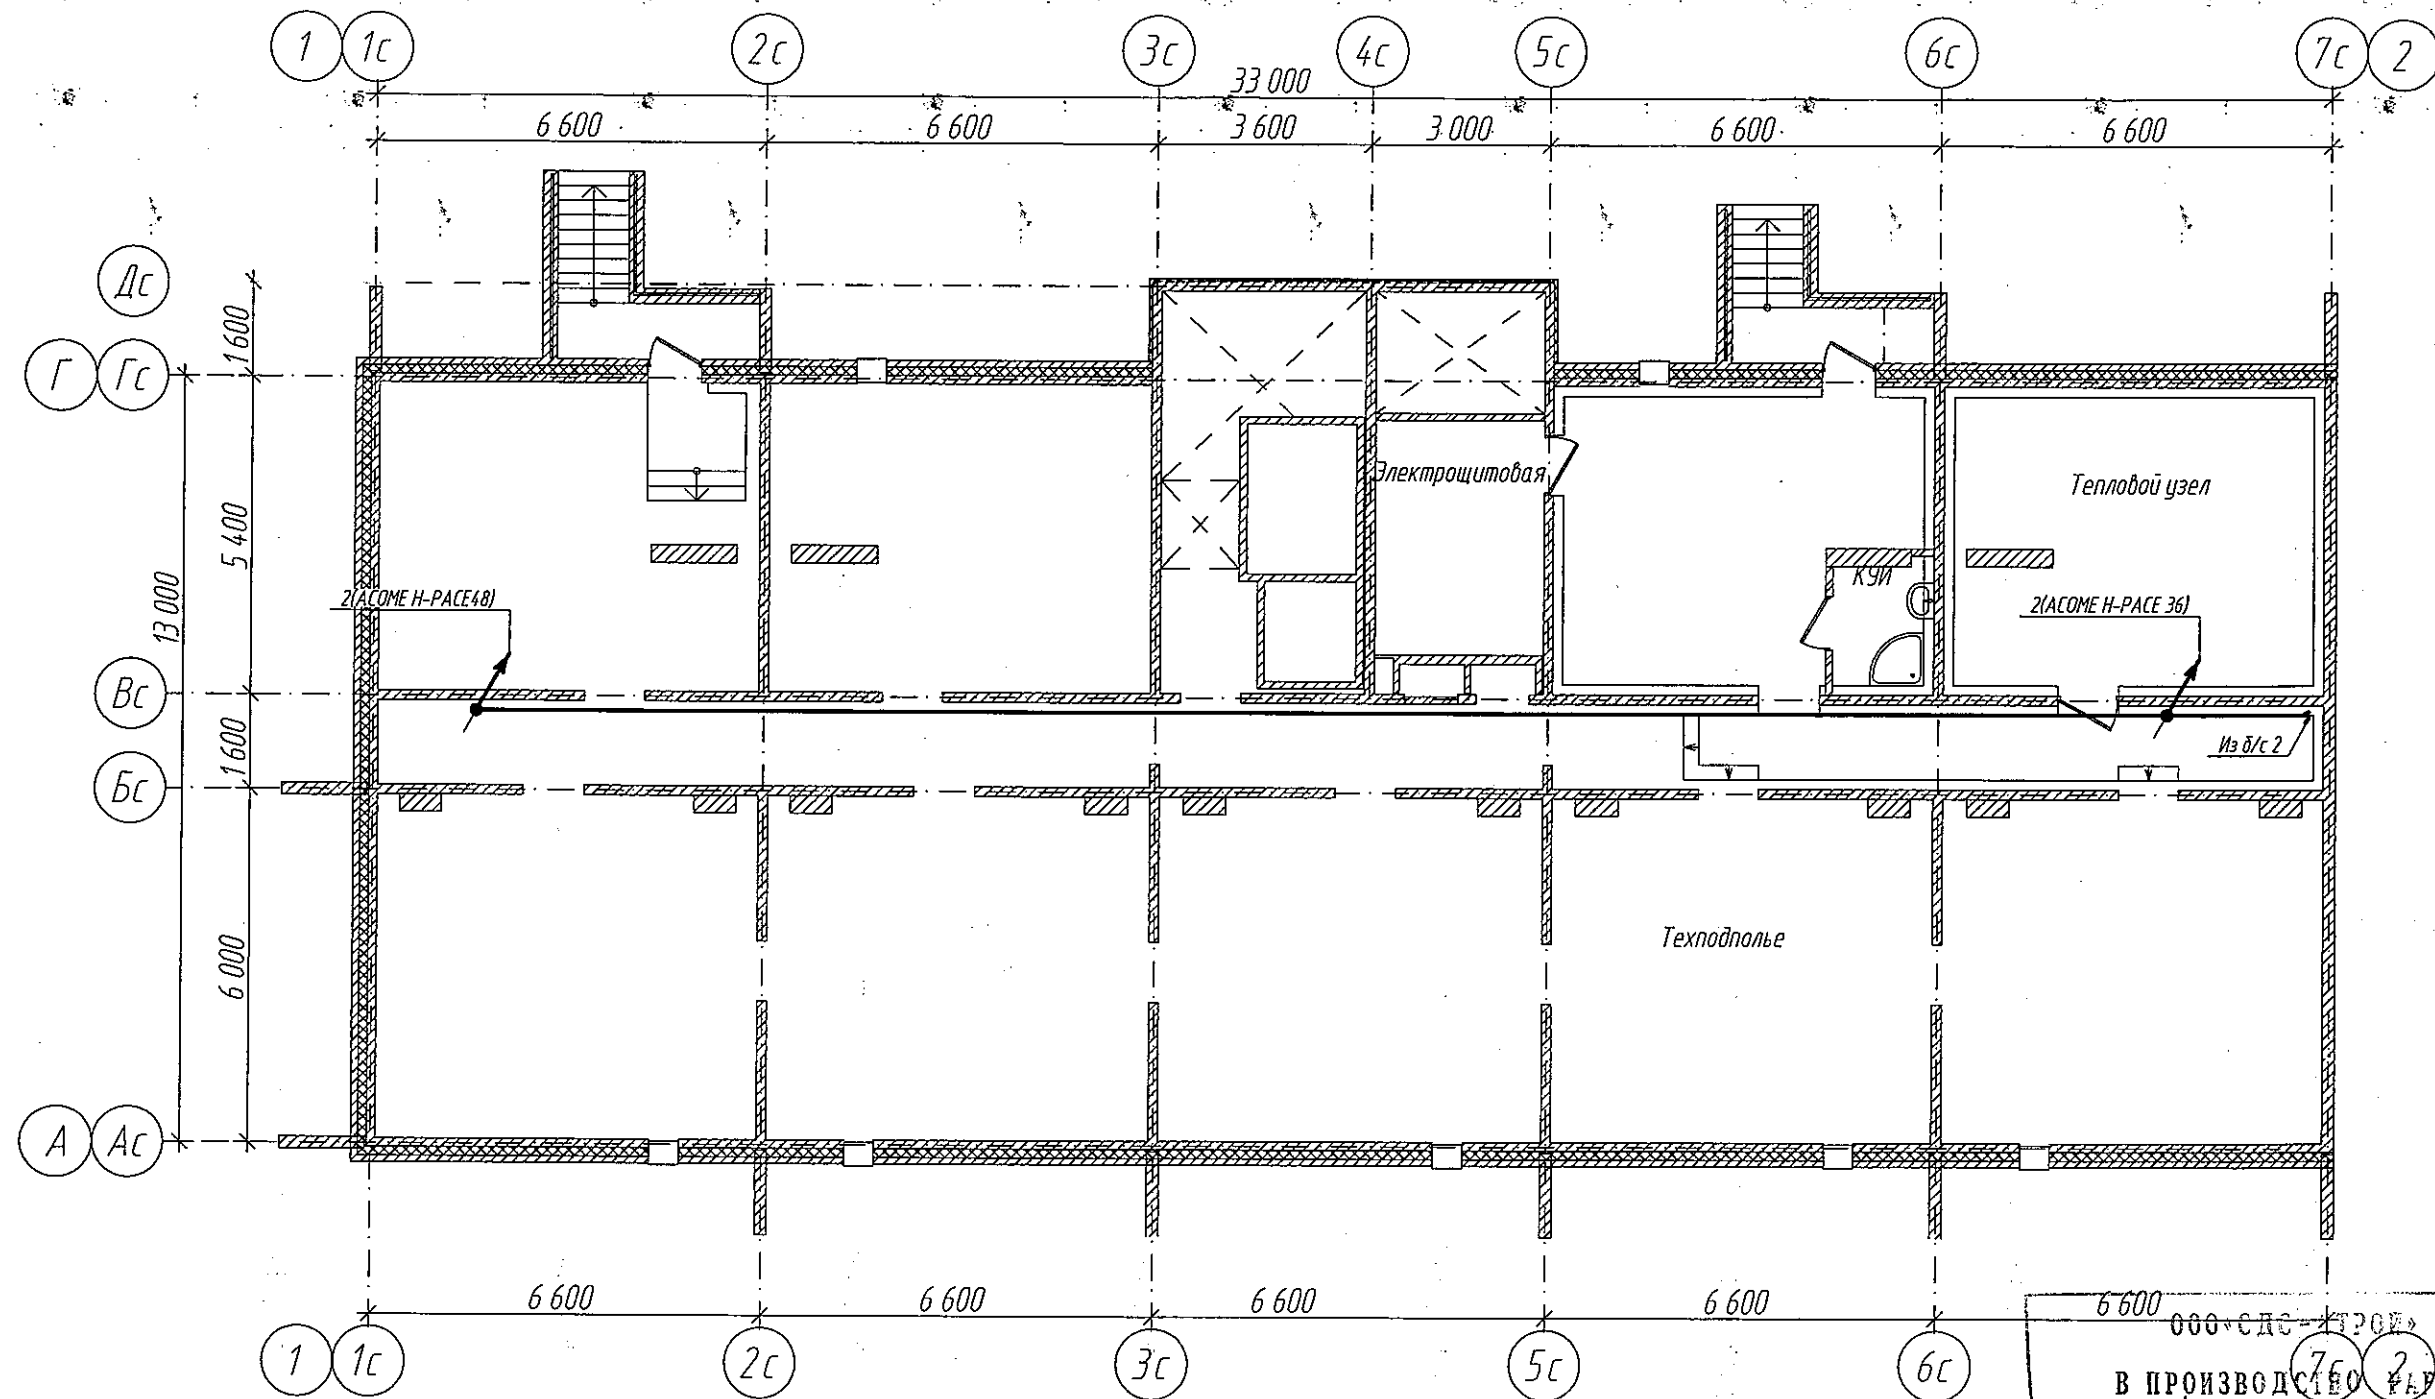 1 1с 2с 3с 4с 5с 6с 7с 2
33 000
6 600 6 600 3 600 3 000 6 600 6 600
Дс
1600
Г Гс
Электрощитовая
Тепловой узел
5 400
13 000
КУИ
2(ACOME H-PACE48)
2(ACOME H-PACE 36)
Вс
1600
Из б/с 2
Бс
Техподполье
6 000
А Ас
6 600 6 600 6 600 6 600 6 600
1 1с 2с 3с 5с 6с 7с 2
ООО «СДС-
В ПРОИЗВОДСТВО